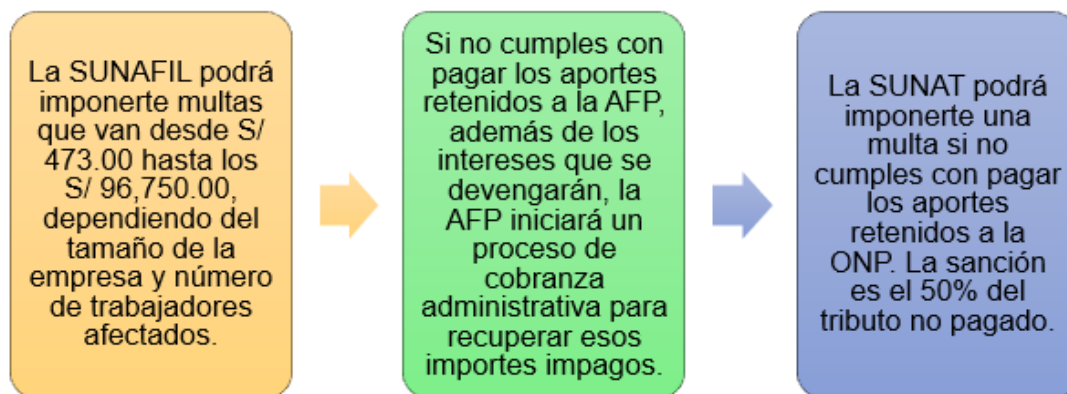 La SUNAFIL podrá
imponerte multas
que van desde S/
473.00 hasta los
S/ 96,750.00,
dependiendo del
tamaño de la
empresa y número
de trabajadores
afectados.
Si no cumples con
pagar los aportes
retenidos a la AFP,
además de los
intereses que se
devengarán, la
AFP iniciará un
proceso de
cobranza
administrativa para
recuperar esos
importes impagos.
La SUNAT podrá
imponerte una
multa si no
cumples con pagar
los aportes
retenidos a la
ONP. La sanción
es el 50% del
tributo no pagado.